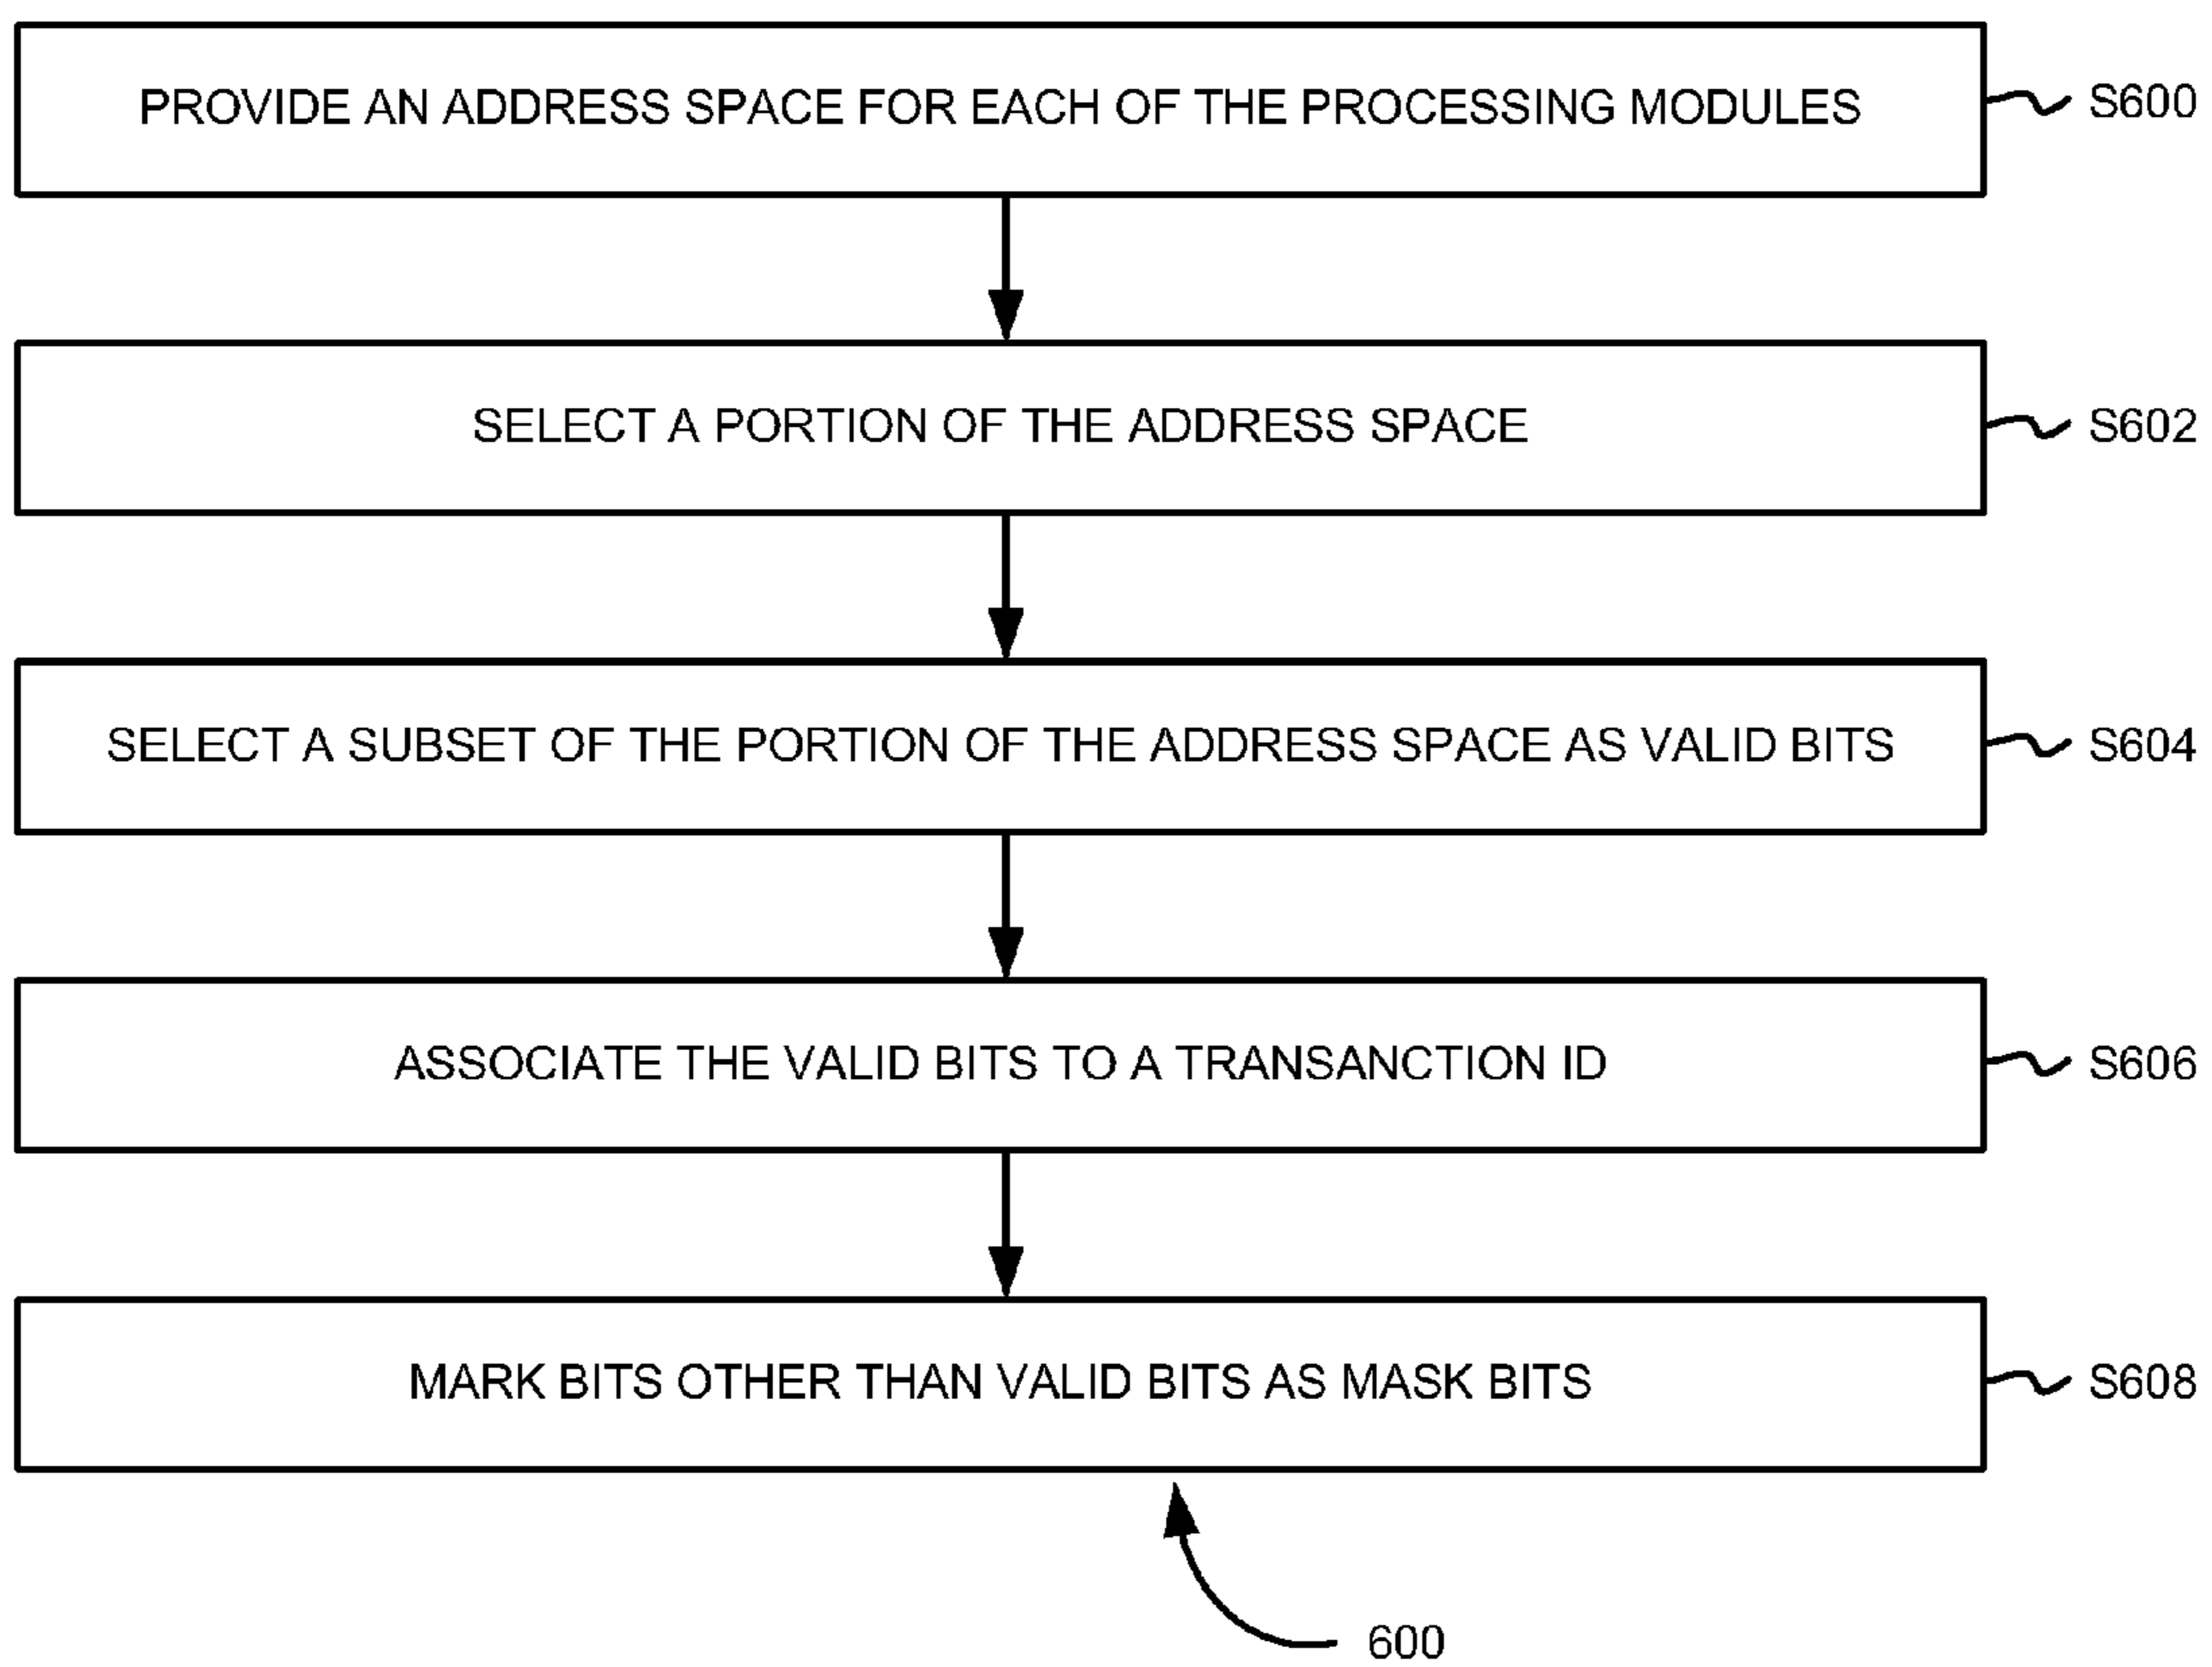 PROVIDE AN ADDRESS SPACE FOR EACH OF THE PROCESSING MODULES
S600
SELECT A PORTION OF THE ADDRESS SPACE
S602
SELECT A SUBSET OF THE PORTION OF THE ADDRESS SPACE AS VALID BITS
S604
ASSOCIATE THE VALID BITS TO A TRANSANCTION ID
S606
MARK BITS OTHER THAN VALID BITS AS MASK BITS
S608
600